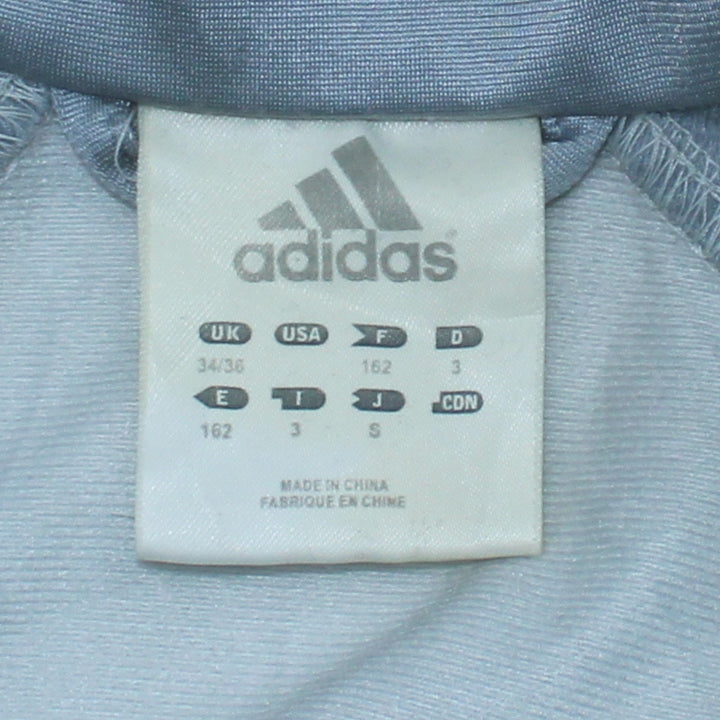 adidas®
UK USA F D
34/36 162 3
E I J CDN
162 3 S
MADE IN CHINA
FABRIQUE EN CHINE